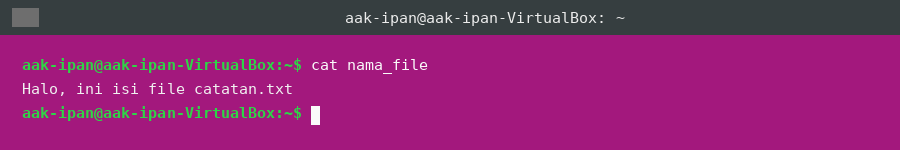 aak-ipan@aak-ipan-VirtualBox: ~
aak-ipan@aak-ipan-VirtualBox:~$ cat nama_file
Halo, ini isi file catatan.txt
aak-ipan@aak-ipan-VirtualBox:~$